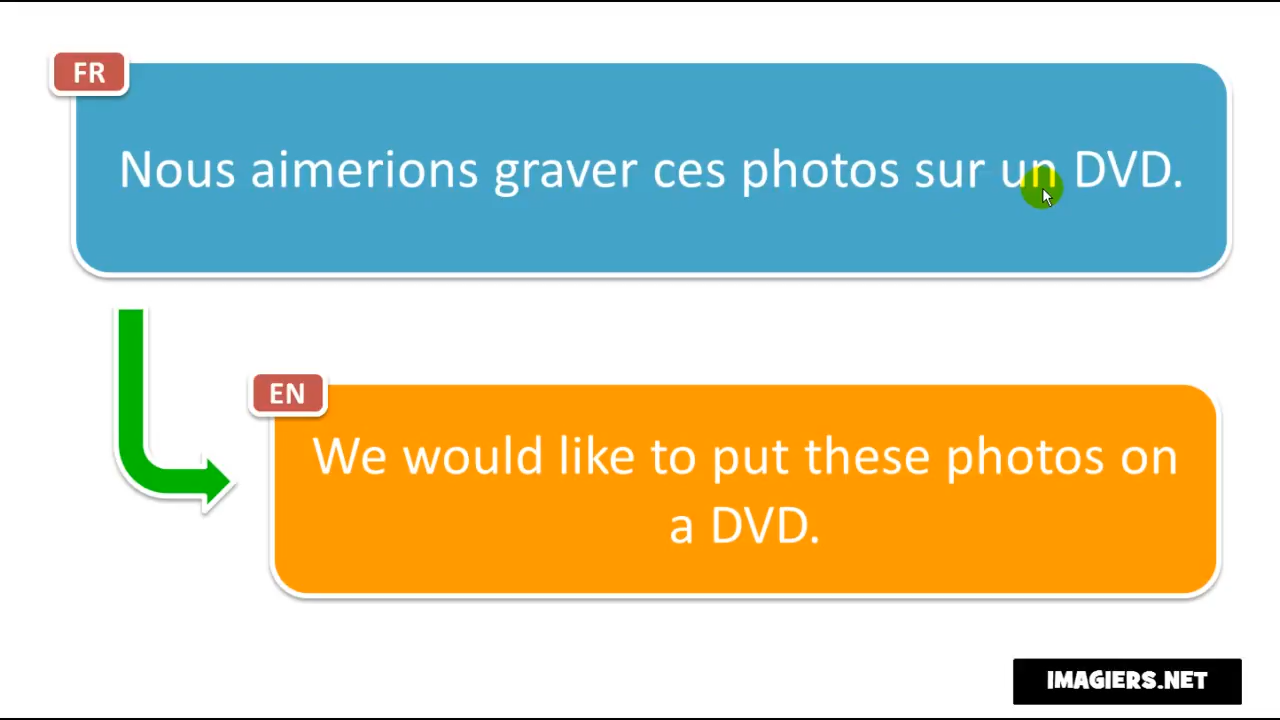 FR
Nous aimerions graver ces photos sur un DVD.
EN
We would like to put these photos on
a DVD.
IMAGIERS.NET